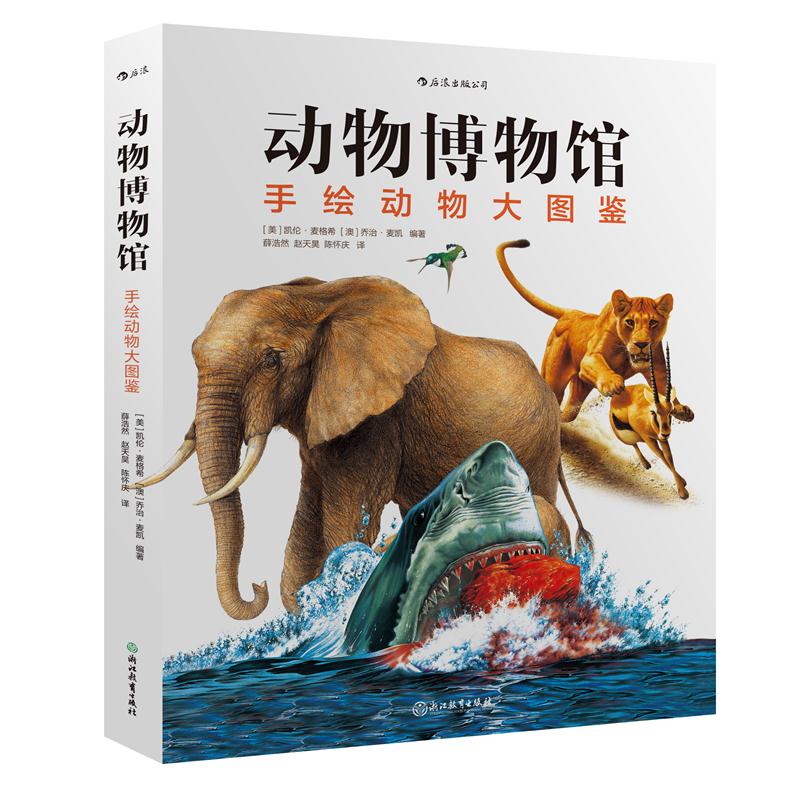 后浪
动物博物馆
手绘动物大图鉴
[美]凯伦·麦格希 [澳]乔治·麦凯 编著
薛浩然 赵天昊 陈怀庆 译
浙江教育出版社
后浪出版公司
动物博物馆
手绘动物大图鉴
[美]凯伦·麦格希 [澳]乔治·麦凯 编著
薛浩然 赵天昊 陈怀庆 译
浙江教育出版社